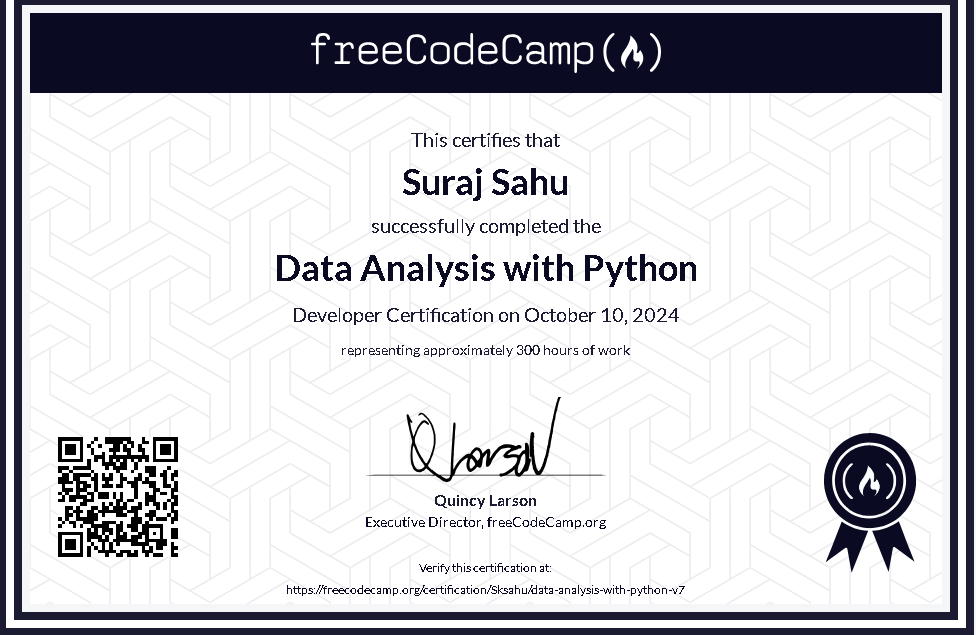 freeCodeCamp
This certifies that
Suraj Sahu
successfully completed the
Data Analysis with Python
Developer Certification on October 10, 2024
representing approximately 300 hours of work
Quincy Larson
Executive Director, freeCodeCamp.org
Verify this certification at:
https://freecodecamp.org/certification/Sksahu/data-analysis-with-python-v7